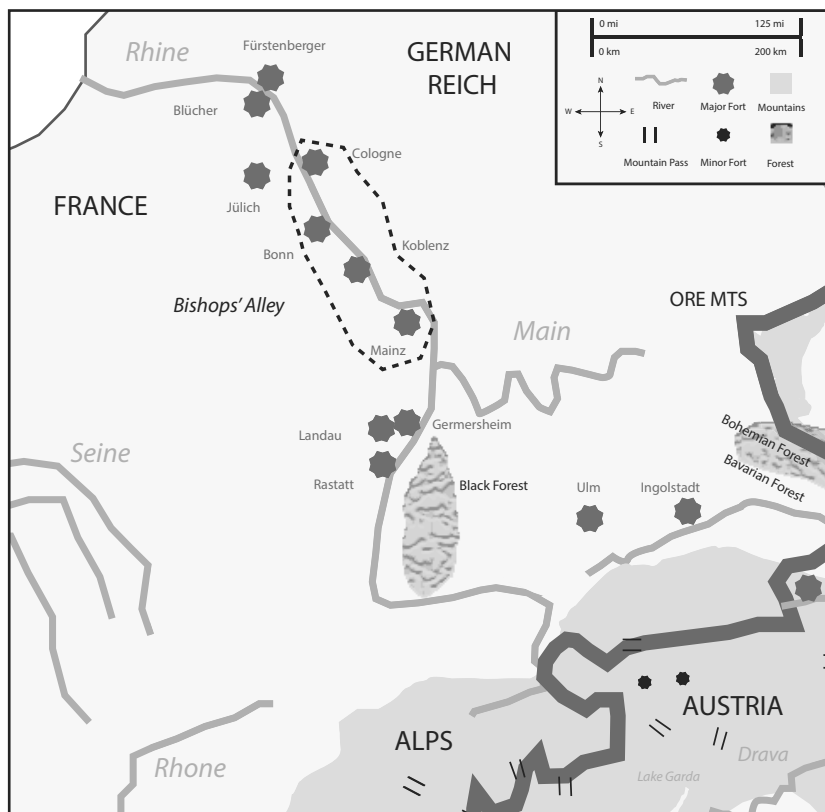 Rhine
Fürstenberger
GERMAN
REICH
0 mi 125 mi
0 km 200 km
N
W E
S
River
Major Fort
Mountains
Mountain Pass
Minor Fort
Forest
Blücher
Cologne
Jülich
FRANCE
Bonn
Koblenz
Bishops' Alley
ORE MTS
Main
Mainz
Landau
Germersheim
Seine
Rastatt
Black Forest
Ulm
Ingolstadt
Bohemian Forest
Bavarian Forest
AUSTRIA
ALPS
Rhone
Drava
Lake Garda